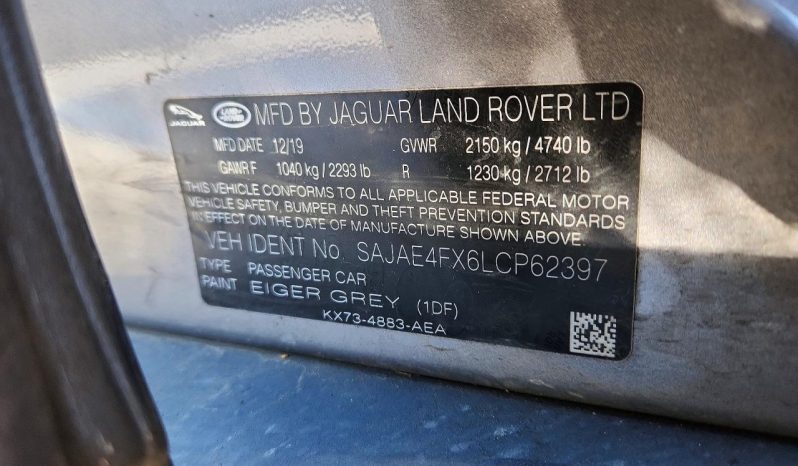 JAGUAR LAND ROVER MFD BY JAGUAR LAND ROVER LTD
MFD DATE 12/19 GVWR 2150 kg / 4740 lb
GAWR F 1040 kg / 2293 lb R 1230 kg / 2712 lb
THIS VEHICLE CONFORMS TO ALL APPLICABLE FEDERAL MOTOR
VEHICLE SAFETY, BUMPER AND THEFT PREVENTION STANDARDS
IN EFFECT ON THE DATE OF MANUFACTURE SHOWN ABOVE.
VEH IDENT No. SAJAE4FX6LCP62397
TYPE PASSENGER CAR
PAINT EIGER GREY (1DF)
KX73-4883-AEA